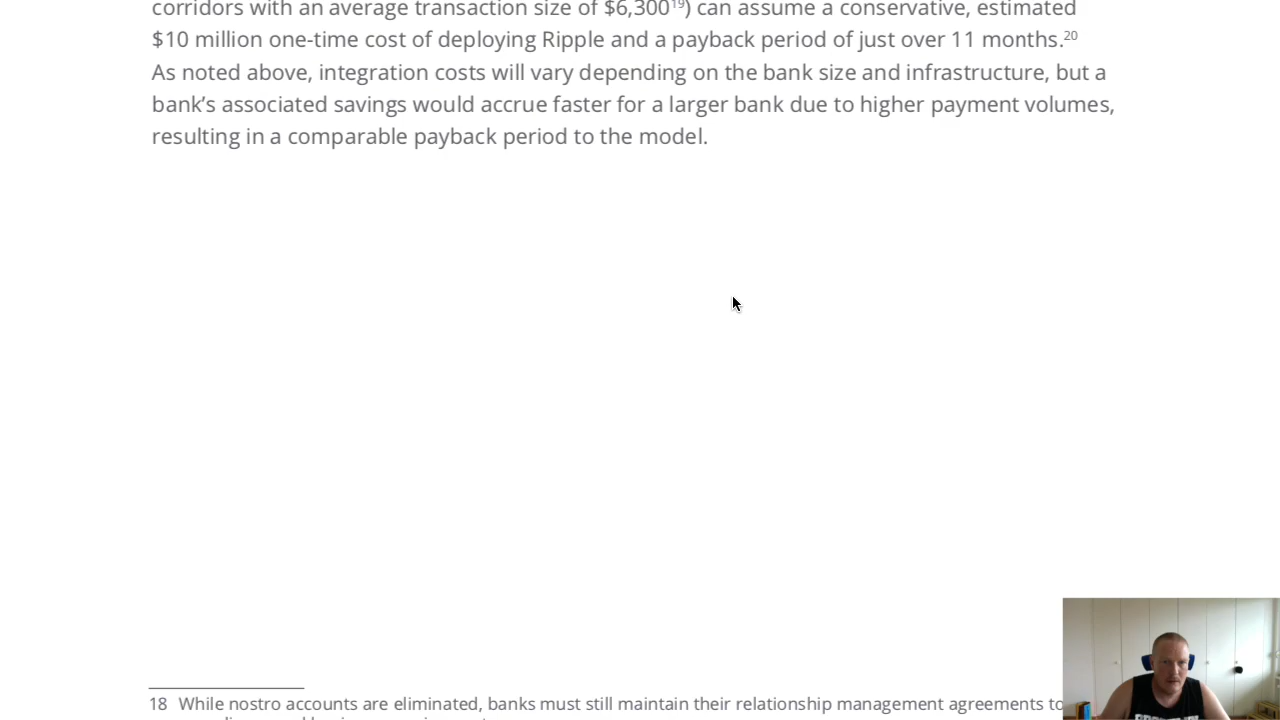 corridors with an average transaction size of $6,300¹⁹) can assume a conservative, estimated
$10 million one-time cost of deploying Ripple and a payback period of just over 11 months.²⁰
As noted above, integration costs will vary depending on the bank size and infrastructure, but a
bank’s associated savings would accrue faster for a larger bank due to higher payment volumes,
resulting in a comparable payback period to the model.
18 While nostro accounts are eliminated, banks must still maintain their relationship management agreements to